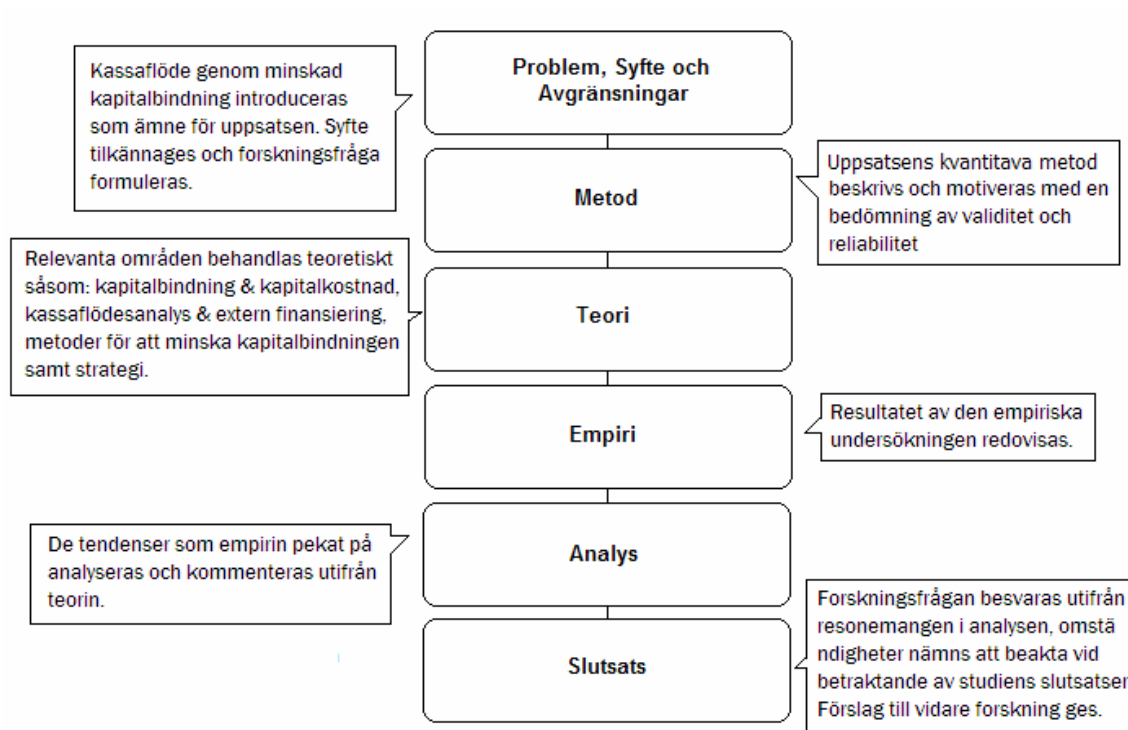 Problem, Syfte och
Avgränsningar
Kassaflöde genom minskad
kapitalbindning introduceras
som ämne för uppsatsen. Syfte
tilkännages och forskningsfråga
formuleras.
Metod
Uppsatsens kvantitava metod
beskrivs och motiveras med en
bedömning av validitet och
reliabilitet
Teori
Relevanta områden behandlas teoretiskt
såsom: kapitalbindning & kapitalkostnad,
kassaflödesanalys & extern finansiering,
metoder för att minska kapitalbindningen
samt strategi.
Empiri
Resultatet av den empiriska
undersökningen redovisas.
Analys
De tendenser som empirin pekat på
analyseras och kommenteras utifrån
teorin.
Slutsats
Forskningsfrågan besvaras utifrån
resonemangen i analysen, omstä
ndigheter nämns att beakta vid
betraktande av studiens slutsatser
Förslag till vidare forskning ges.